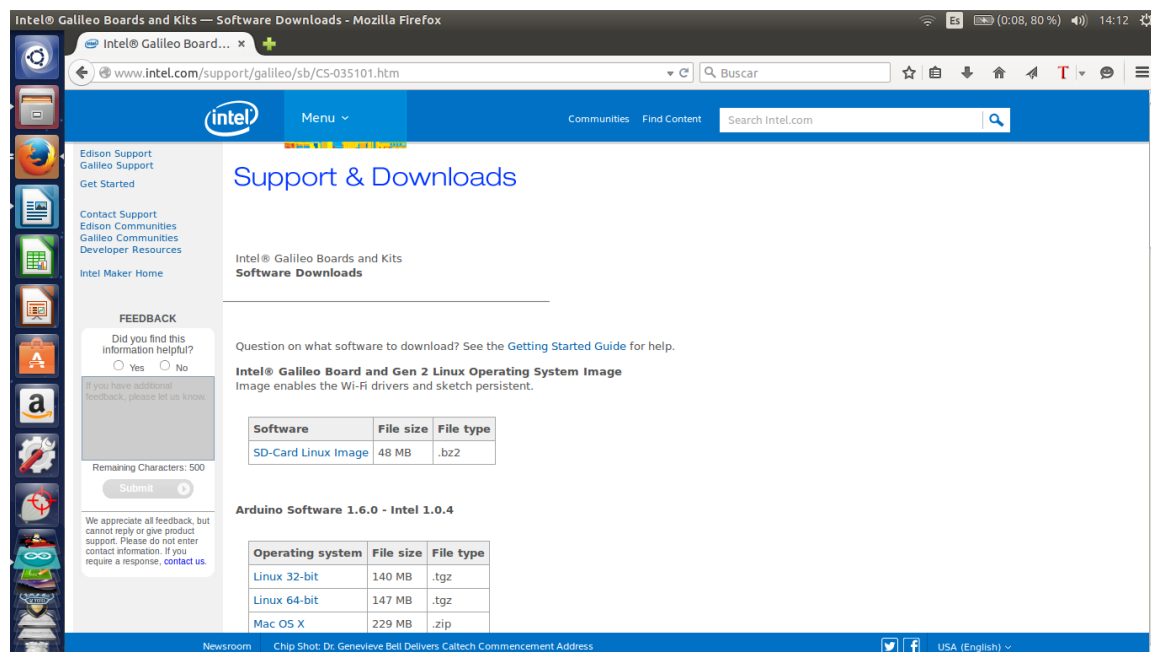 Intel® Galileo Boards and Kits — Software Downloads - Mozilla Firefox
Es (0:08, 80 %) 14:12
Intel® Galileo Board... ×
www.intel.com/support/galileo/sb/CS-035101.htm
Buscar
intel
Menu
Communities Find Content
Search Intel.com
Edison Support
Galileo Support
Get Started
Contact Support
Edison Communities
Galileo Communities
Developer Resources
Intel Maker Home
FEEDBACK
Did you find this
information helpful?
Yes No
If you have additional
feedback, please let us know.
Remaining Characters: 500
Submit
We appreciate all feedback, but
cannot reply or give product
support. Please do not enter
contact information. If you
require a response, contact us.
Support & Downloads
Intel® Galileo Boards and Kits
Software Downloads
Question on what software to download? See the Getting Started Guide for help.
Intel® Galileo Board and Gen 2 Linux Operating System Image
Image enables the Wi-Fi drivers and sketch persistent.
Software File size File type
SD-Card Linux Image 48 MB .bz2
Arduino Software 1.6.0 - Intel 1.0.4
Operating system File size File type
Linux 32-bit 140 MB .tgz
Linux 64-bit 147 MB .tgz
Mac OS X 229 MB .zip
Newsroom Chip Shot: Dr. Genevieve Bell Delivers Caltech Commencement Address
USA (English)